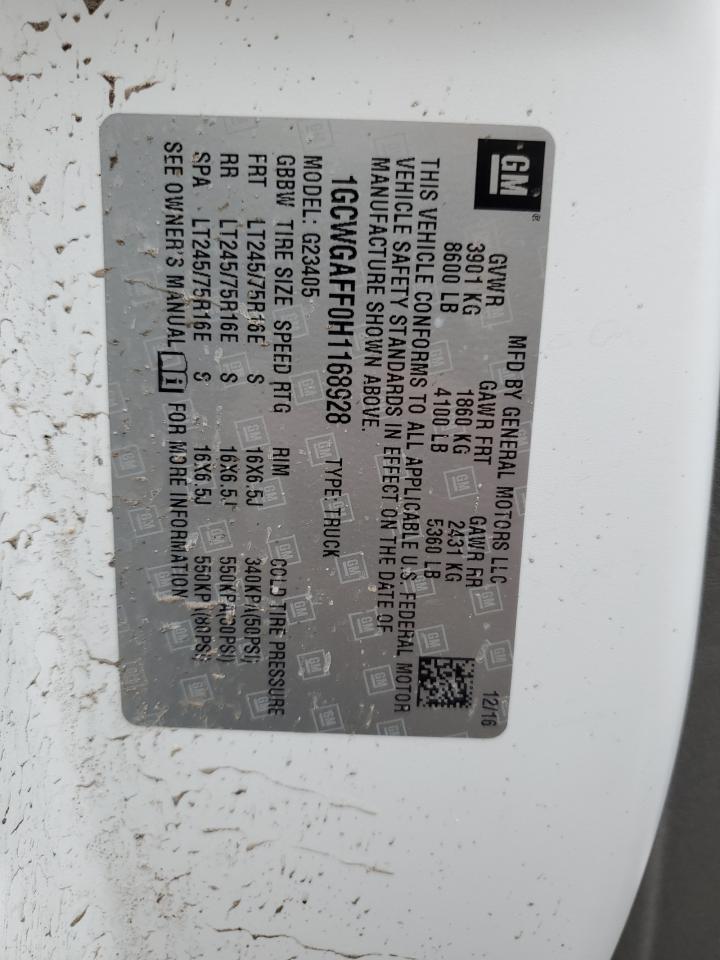 GM ®
MFD BY GENERAL MOTORS LLC 12/16
GVWR GAWR FRT GAWR RR
3901 KG 1860 KG 2431 KG
8600 LB 4100 LB 5360 LB
THIS VEHICLE CONFORMS TO ALL APPLICABLE U.S. FEDERAL MOTOR
VEHICLE SAFETY STANDARDS IN EFFECT ON THE DATE OF
MANUFACTURE SHOWN ABOVE.
1GCWGAFF0H1168928 TYPE: TRUCK
MODEL: G23405
GBBW TIRE SIZE SPEED RTG RIM COLD TIRE PRESSURE
FRT LT245/75R16E S 16X6.5J 340KPA(50PSI)
RR LT245/75R16E S 16X6.5J 550KPA(80PSI)
SPA LT245/75R16E S 16X6.5J 550KPA(80PSI)
SEE OWNER'S MANUAL i FOR MORE INFORMATION